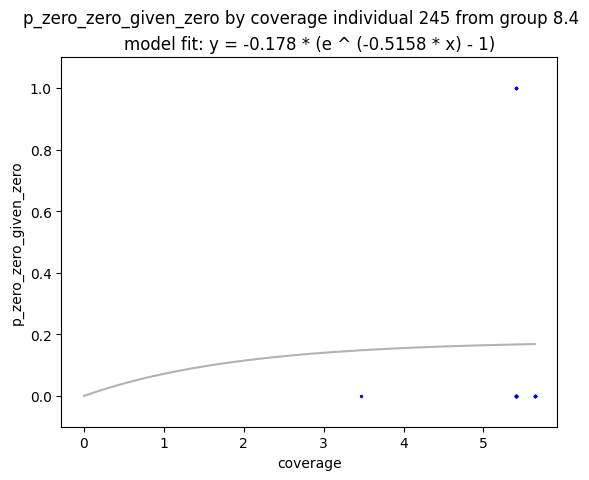 p_zero_zero_given_zero by coverage individual 245 from group 8.4
model fit: y = -0.178 * (e ^ (-0.5158 * x) - 1)
1.0
0.8
0.6
0.4
0.2
0.0
p_zero_zero_given_zero
0 1 2 3 4 5
coverage